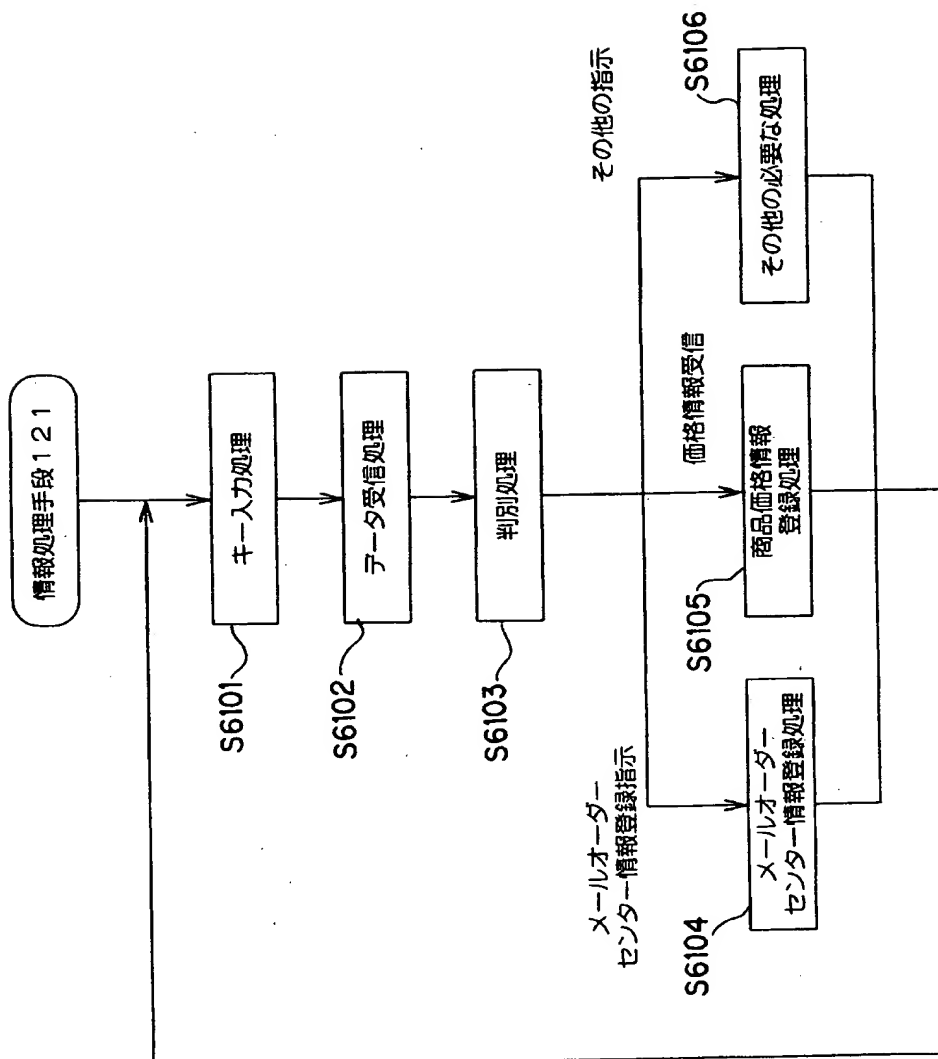 情報処理手段121
キー入力処理
S6101
データ受信処理
S6102
判別処理
S6103
メールオーダー
センター情報登録指示
価格情報受信
その他の指示
メールオーダー
センター情報登録処理
S6104
商品価格情報
登録処理
S6105
その他の必要な処理
S6106